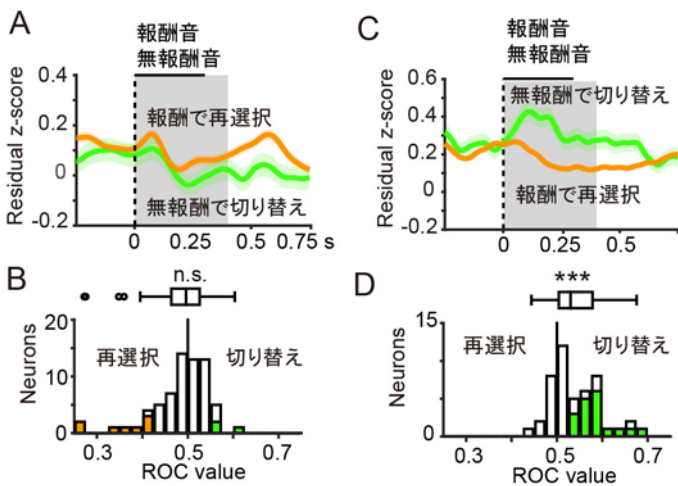 A
報酬音
無報酬音
Residual z-score
0.4
0.2
0
-0.2
報酬で再選択
無報酬で切り替え
0
0.25
0.5
0.75 s
B
n.s.
Neurons
20
10
0
再選択
切り替え
0.3
0.5
0.7
ROC value
C
報酬音
無報酬音
Residual z-score
0.6
0.4
0.2
0.0
-0.2
無報酬で切り替え
報酬で再選択
0
0.25
0.5
D
***
Neurons
15
0
再選択
切り替え
0.3
0.5
0.7
ROC value